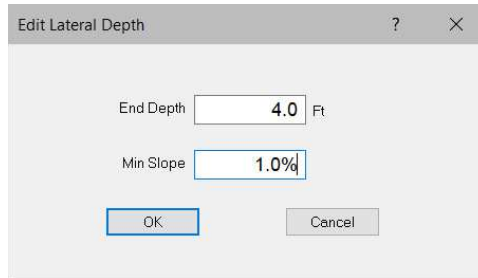 Edit Lateral Depth ?
End Depth 4.0 Ft
Min Slope 1.0%
OK Cancel